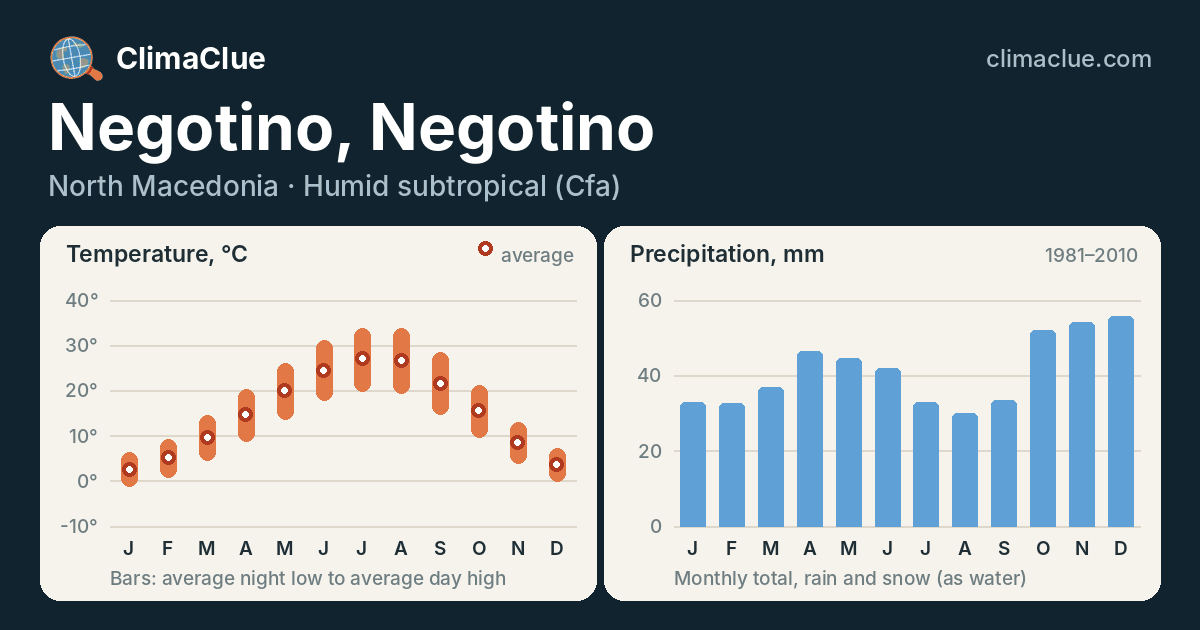 ClimaClue
climaclue.com
Negotino, Negotino
North Macedonia · Humid subtropical (Cfa)
Temperature, °C
average
40°
30°
20°
10°
0°
-10°
J F M A M J J A S O N D
Bars: average night low to average day high
Precipitation, mm
1981–2010
60
40
20
0
J F M A M J J A S O N D
Monthly total, rain and snow (as water)